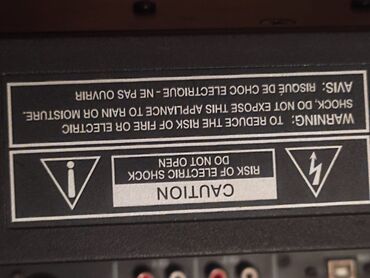 CAUTION
RISK OF ELECTRIC SHOCK
DO NOT OPEN
WARNING: TO REDUCE THE RISK OF FIRE OR ELECTRIC
SHOCK, DO NOT EXPOSE THIS APPLIANCE TO RAIN OR MOISTURE.
AVIS: RISQUÉ DE CHOC ELECTRIQUE - NE PAS OUVRIR